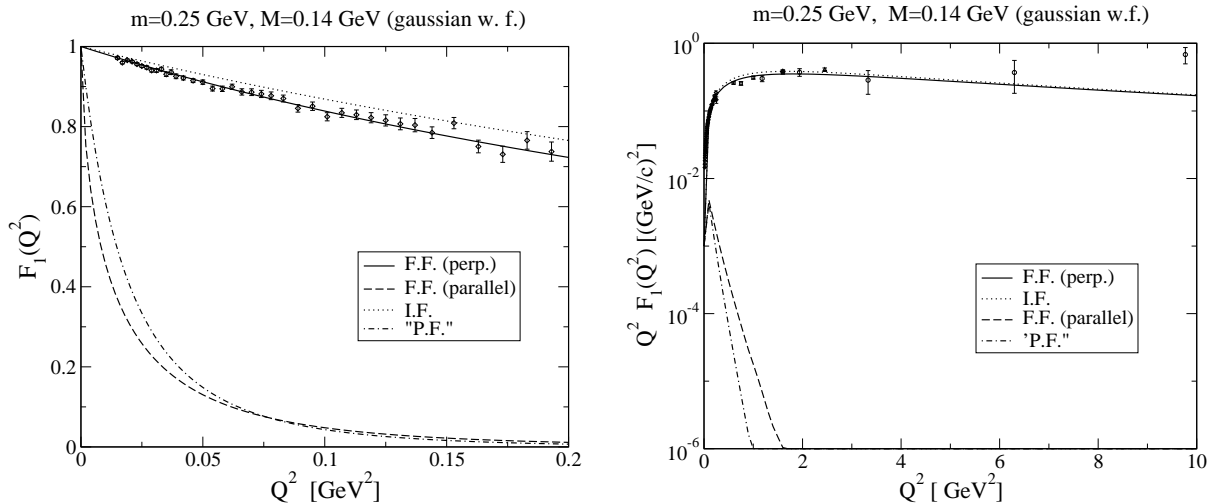 m=0.25 GeV, M=0.14 GeV (gaussian w. f.)
1
0.8
0.6
0.4
0.2
0
F₁(Q²)
F.F. (perp.)
F.F. (parallel)
I.F.
"P.F."
0 0.05 0.1 0.15 0.2
Q² [GeV²]
m=0.25 GeV, M=0.14 GeV (gaussian w.f.)
10⁰
10⁻²
10⁻⁴
10⁻⁶
Q² F₁(Q²) [(GeV/c)²]
F.F. (perp.)
I.F.
F.F. (parallel)
'P.F."
0 2 4 6 8 10
Q² [ GeV²]